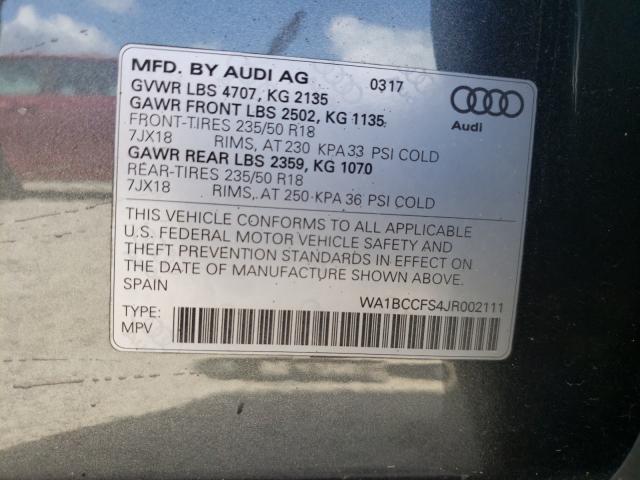 MFD. BY AUDI AG 0317
GVWR LBS 4707, KG 2135
GAWR FRONT LBS 2502, KG 1135
FRONT-TIRES 235/50 R18
7JX18 RIMS, AT 230 KPA 33 PSI COLD
GAWR REAR LBS 2359, KG 1070
REAR-TIRES 235/50 R18
7JX18 RIMS, AT 250 KPA 36 PSI COLD
Audi
THIS VEHICLE CONFORMS TO ALL APPLICABLE
U.S. FEDERAL MOTOR VEHICLE SAFETY AND
THEFT PREVENTION STANDARDS IN EFFECT ON
THE DATE OF MANUFACTURE SHOWN ABOVE.
SPAIN
WA1BCCFS4JR002111
TYPE:
MPV